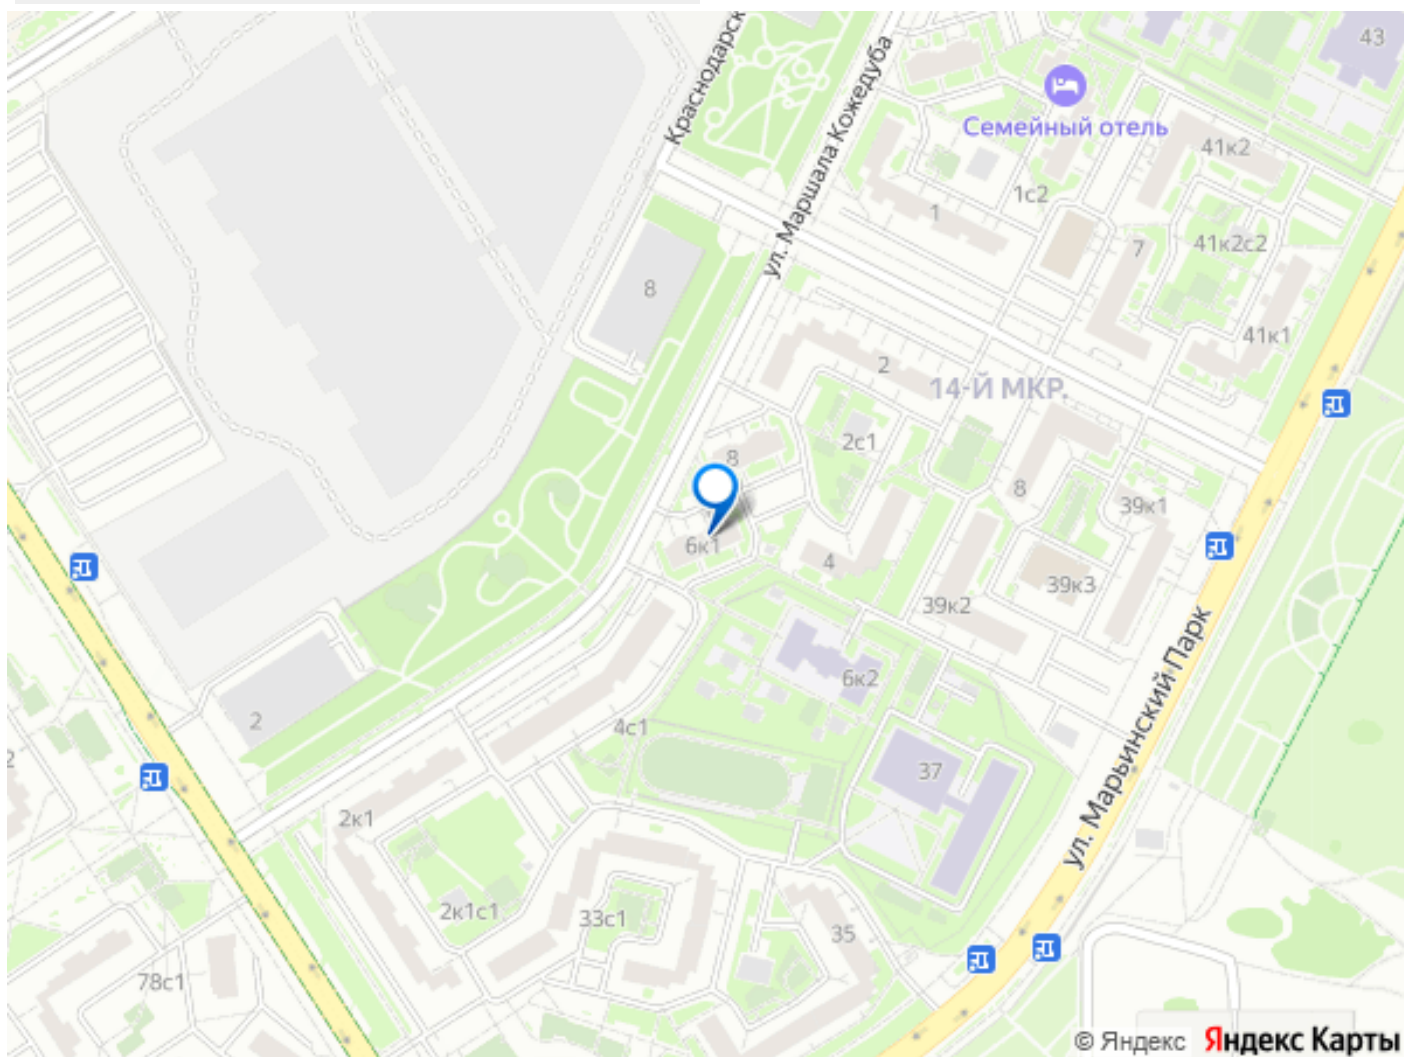 43
Краснодарск
ул. Маршала Кожедуба
Семейный отель
41к2
1с2
1
7
41к2с2
8
41к1
2
14-Й МКР.
2с1
8
8
39к1
6к1
4
39к3
39к2
ул. Марьинский Парк
6к2
2
4с1
2
37
2к1
2к1с1
33с1
35
78с1
© Яндекс Яндекс Карты